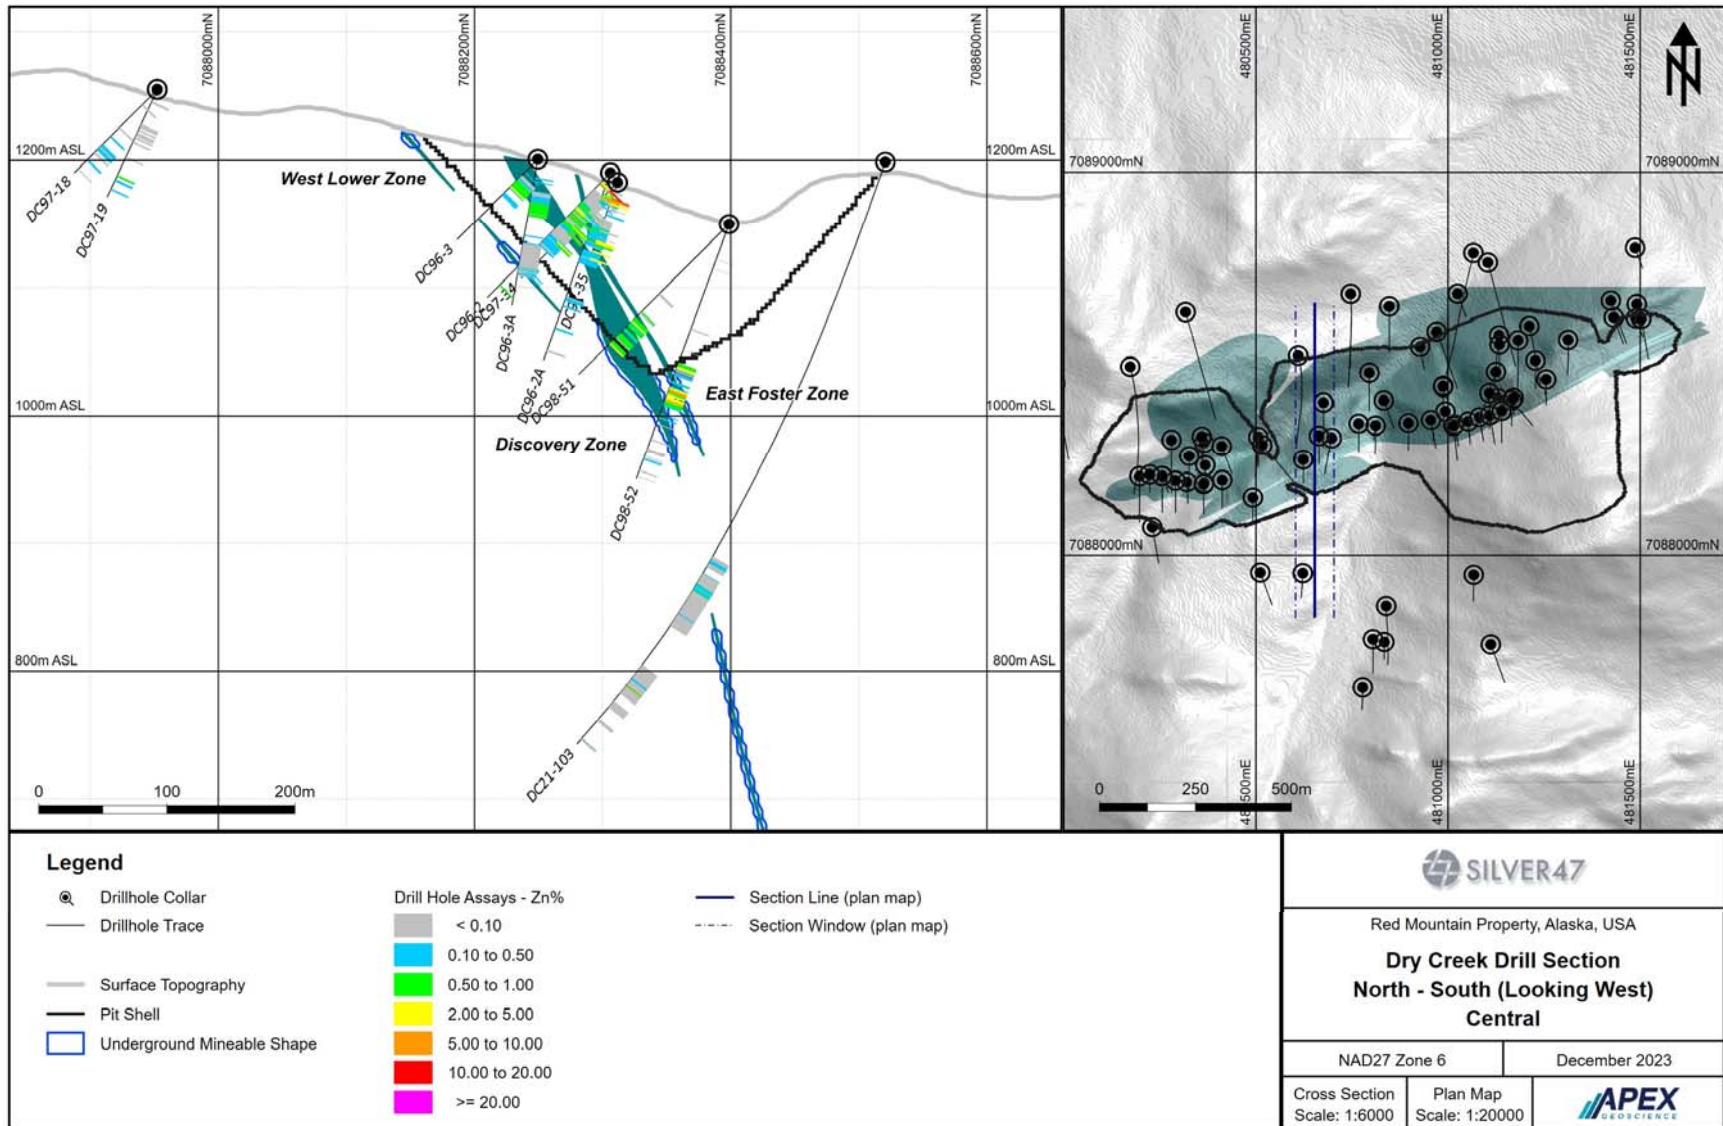 7088000mN
7088200mN
7088400mN
7088600mN
1200m ASL
1200m ASL
West Lower Zone
DC97-18
DC97-19
DC96-3
DC96-2
DC97-34
DC96-3A
DC96-2A
DC98-51
East Foster Zone
1000m ASL
1000m ASL
Discovery Zone
DC98-52
800m ASL
800m ASL
DC21-103
0 100 200m
480500mE
481000mE
481500mE
N
7089000mN
7089000mN
7088000mN
7088000mN
0 250 500m
481000mE
481500mE
Legend
Drillhole Collar
Drillhole Trace
Surface Topography
Pit Shell
Underground Mineable Shape
Drill Hole Assays - Zn%
< 0.10
0.10 to 0.50
0.50 to 1.00
2.00 to 5.00
5.00 to 10.00
10.00 to 20.00
>= 20.00
Section Line (plan map)
Section Window (plan map)
SILVER47
Red Mountain Property, Alaska, USA
Dry Creek Drill Section
North - South (Looking West)
Central
NAD27 Zone 6
December 2023
Cross Section
Scale: 1:6000
Plan Map
Scale: 1:20000
APEX
GEOSCIENCE